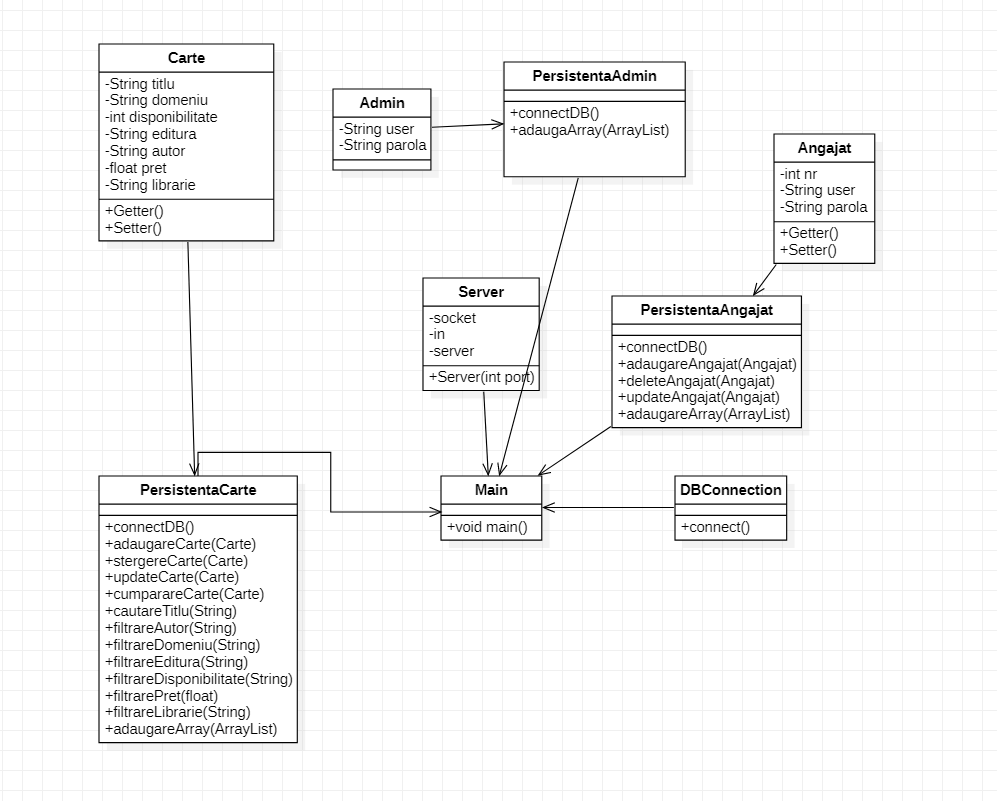 Carte
-String titlu
-String domeniu
-int disponibilitate
-String editura
-String autor
-float pret
-String librarie
+Getter()
+Setter()
Admin
-String user
-String parola
PersistentaAdmin
+connectDB()
+adaugaArray(ArrayList)
Angajat
-int nr
-String user
-String parola
+Getter()
+Setter()
Server
-socket
-in
-server
+Server(int port)
PersistentaAngajat
+connectDB()
+adaugareAngajat(Angajat)
+deleteAngajat(Angajat)
+updateAngajat(Angajat)
+adaugareArray(ArrayList)
PersistentaCarte
+connectDB()
+adaugareCarte(Carte)
+stergereCarte(Carte)
+updateCarte(Carte)
+cumparareCarte(Carte)
+cautareTitlu(String)
+filtrareAutor(String)
+filtrareDomeniu(String)
+filtrareEditura(String)
+filtrareDisponibilitate(String)
+filtrarePret(float)
+filtrareLibrarie(String)
+adaugareArray(ArrayList)
Main
+void main()
DBConnection
+connect()